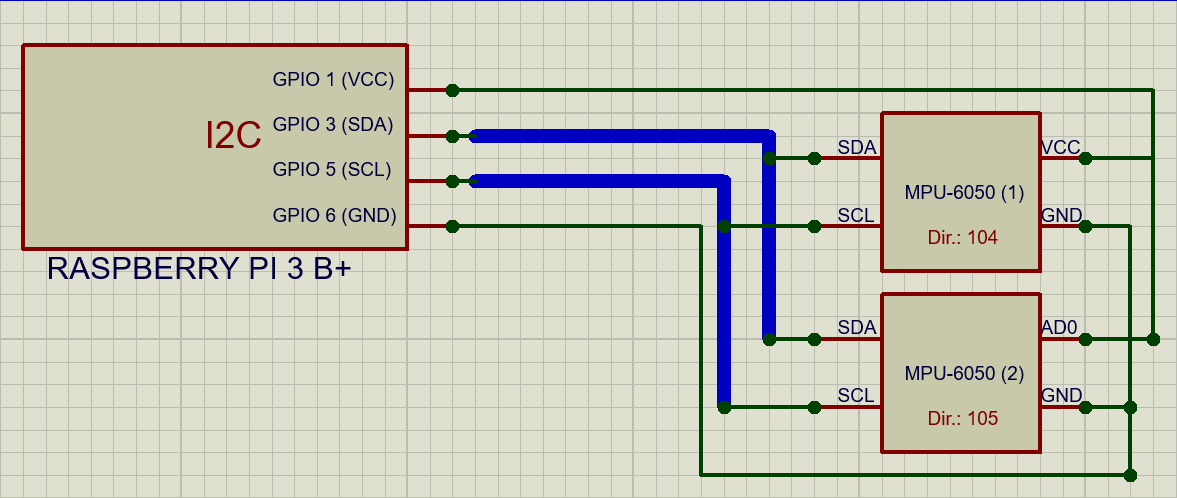 GPIO 1 (VCC)
I2C
GPIO 3 (SDA)
GPIO 5 (SCL)
GPIO 6 (GND)
RASPBERRY PI 3 B+
SDA
VCC
MPU-6050 (1)
SCL
GND
Dir.: 104
SDA
AD0
MPU-6050 (2)
SCL
GND
Dir.: 105